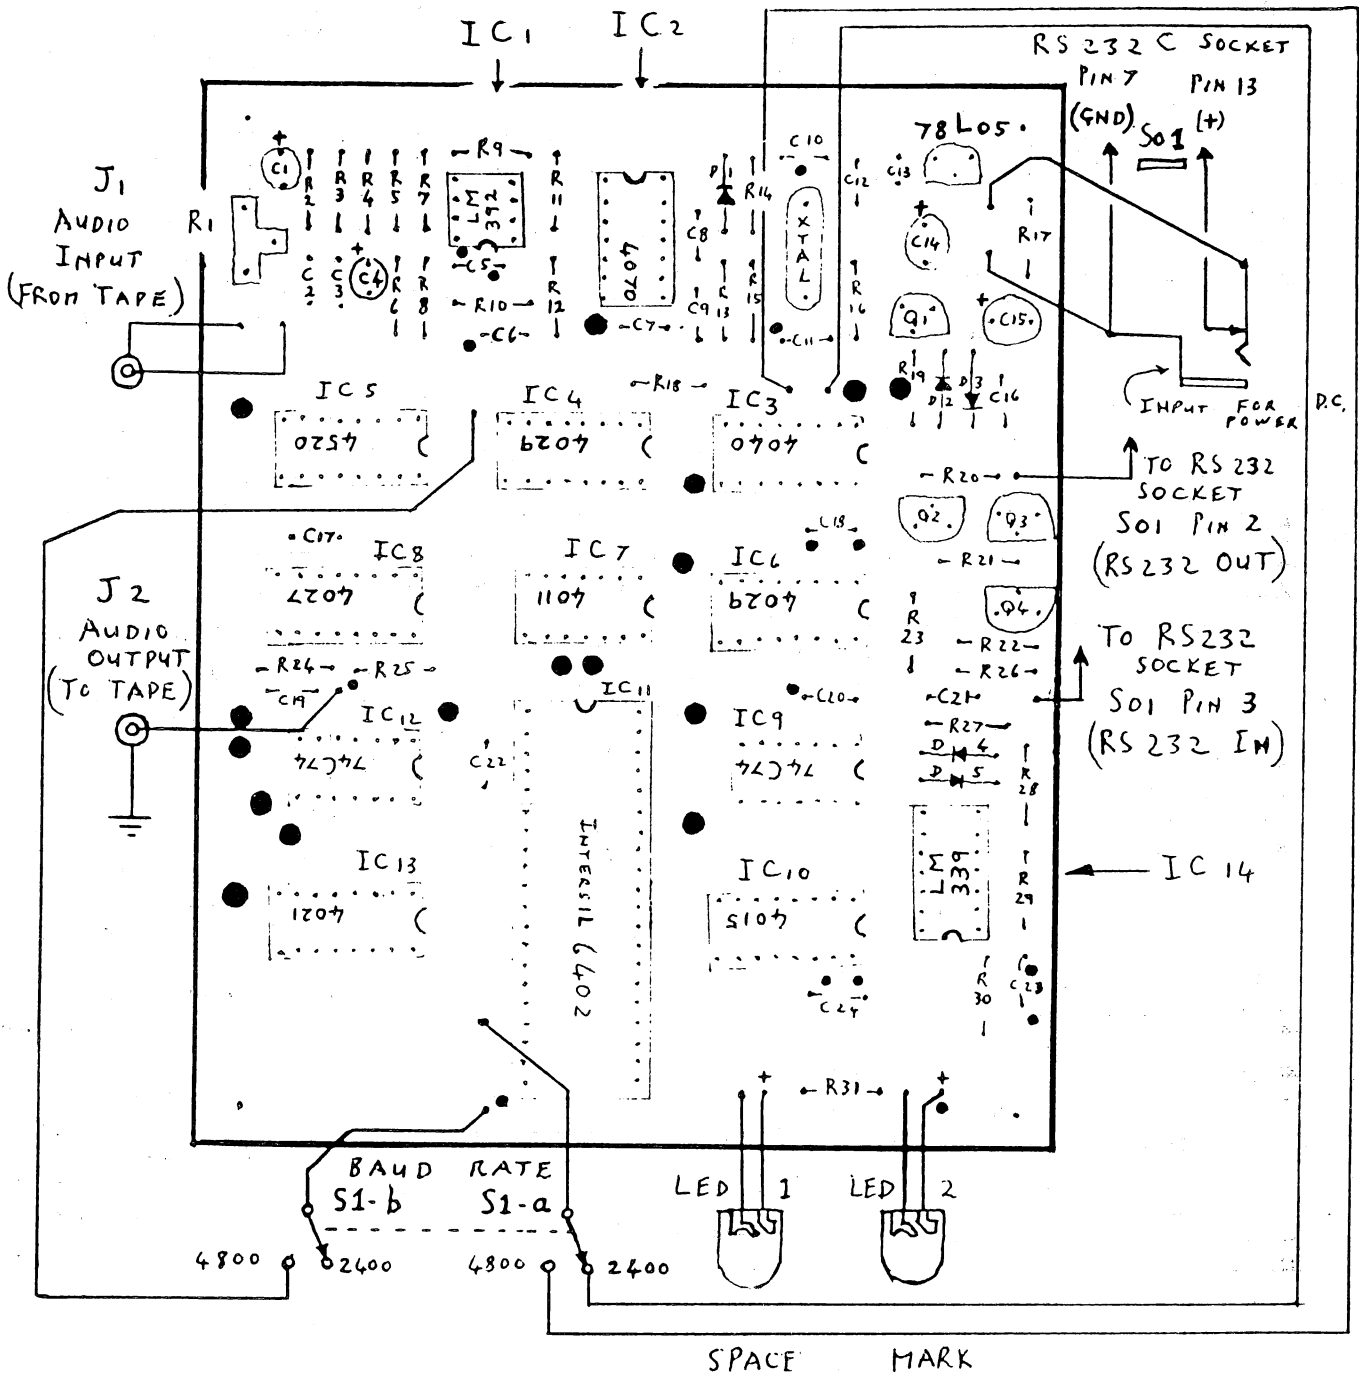 IC1
IC2
RS 232 C SOCKET
PIN 7
(GND)
SO1
PIN 13
(+)
78L05
J1
AUDIO
INPUT
(FROM TAPE)
R1
+
C1
R2
R3
R4
R5
R7
R9
LM
392
R11
4070
D1
R14
C10
XTAL
C12
C13
+
C14
R17
C2
C3
+
C4
R6
R8
C5
R10
C6
R12
C7
C8
C9
R13
R15
C11
R16
Q1
+
C15
IC5
4520
IC4
4029
R18
IC3
4040
R19
D2
D3
C16
INPUT FOR
POWER
D.C.
R20
TO RS 232
SOCKET
SO1 PIN 2
(RS232 OUT)
Q2
Q3
C17
IC8
4027
IC7
4011
IC6
4029
C18
R21
Q4
R23
R22
R26
J2
AUDIO
OUTPUT
(TO TAPE)
R24
R25
C19
IC11
INTERSIL 6402
C20
C21
TO RS232
SOCKET
SO1 PIN 3
(RS 232 IN)
IC12
74C74
C22
IC9
74C74
R27
D 4
D 5
R28
IC13
4021
IC10
4015
LM
339
R29
IC 14
C24
R30
C23
+
R31
+
BAUD RATE
S1-b
S1-a
LED 1
LED 2
4800
2400
4800
2400
SPACE
MARK